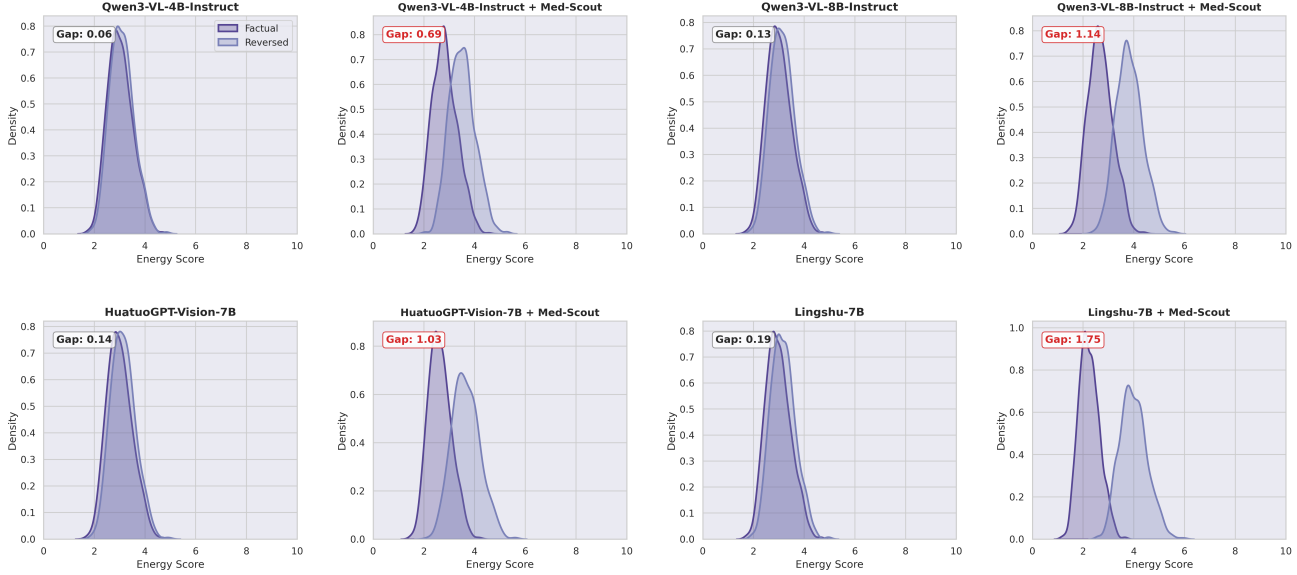 Qwen3-VL-4B-Instruct
Gap: 0.06
Factual
Reversed
0.8
0.7
0.6
0.5
0.4
0.3
0.2
0.1
0.0
Density
0 2 4 6 8 10
Energy Score
Qwen3-VL-4B-Instruct + Med-Scout
Gap: 0.69
0.8
0.7
0.6
0.5
0.4
0.3
0.2
0.1
0.0
Density
0 2 4 6 8 10
Energy Score
Qwen3-VL-8B-Instruct
Gap: 0.13
0.8
0.7
0.6
0.5
0.4
0.3
0.2
0.1
0.0
Density
0 2 4 6 8 10
Energy Score
Qwen3-VL-8B-Instruct + Med-Scout
Gap: 1.14
0.8
0.7
0.6
0.5
0.4
0.3
0.2
0.1
0.0
Density
0 2 4 6 8 10
Energy Score
HuatuoGPT-Vision-7B
Gap: 0.14
0.8
0.7
0.6
0.5
0.4
0.3
0.2
0.1
0.0
Density
0 2 4 6 8 10
Energy Score
HuatuoGPT-Vision-7B + Med-Scout
Gap: 1.03
0.8
0.6
0.4
0.2
0.0
Density
0 2 4 6 8 10
Energy Score
Lingshu-7B
Gap: 0.19
0.8
0.7
0.6
0.5
0.4
0.3
0.2
0.1
0.0
Density
0 2 4 6 8 10
Energy Score
Lingshu-7B + Med-Scout
Gap: 1.75
1.0
0.8
0.6
0.4
0.2
0.0
Density
0 2 4 6 8 10
Energy Score